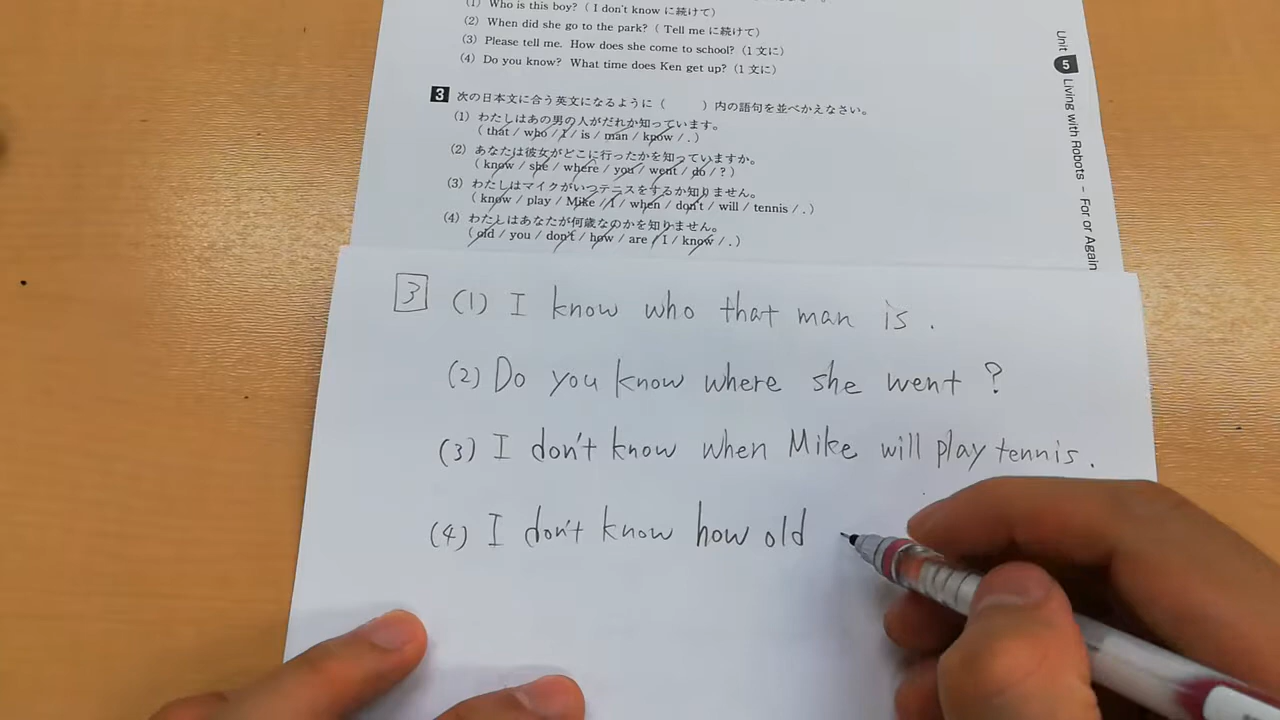 (1) Who is this boy? ( I don't know に続けて)
(2) When did she go to the park? ( Tell me に続けて)
(3) Please tell me. How does she come to school? (1 文に)
(4) Do you know? What time does Ken get up? (1 文に)
3 次の日本文に合う英文になるように ( ) 内の語句を並べかえなさい。
(1) わたしはあの男の人がだれか知っています。
( that / who / I / is / man / know / . )
(2) あなたは彼女がどこに行ったかを知っていますか。
( know / she / where / you / went / do / ? )
(3) わたしはマイクがいつテニスをするか知りません。
( know / play / Mike / I / when / don't / will / tennis / . )
(4) わたしはあなたが何歳なのかを知りません。
( old / you / don't / how / are / I / know / . )
Unit 5 Living with Robots – For or Again
3 (1) I know who that man is .
(2) Do you know where she went ?
(3) I don't know when Mike will play tennis .
(4) I don't know how old